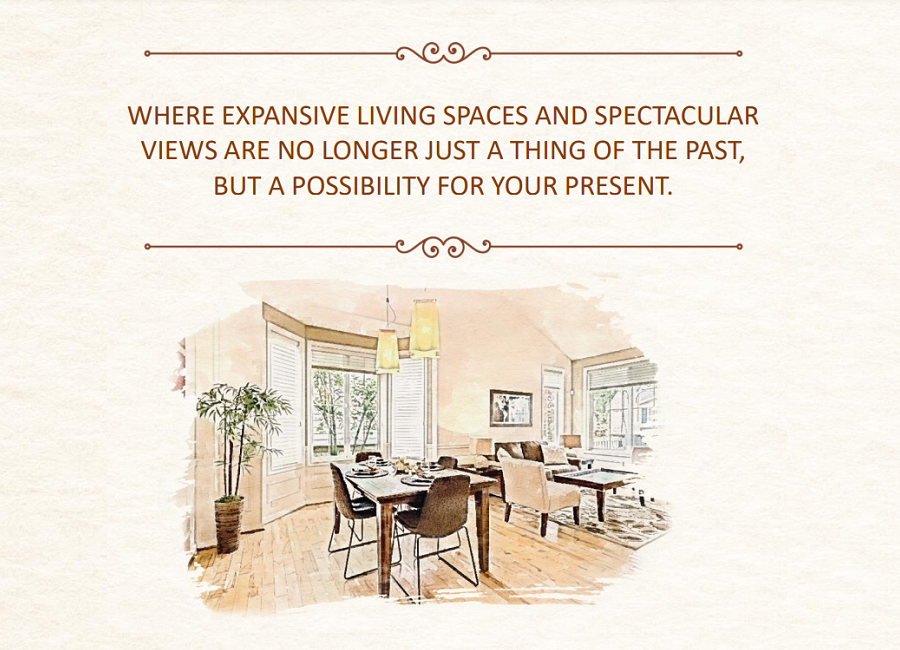 WHERE EXPANSIVE LIVING SPACES AND SPECTACULAR
VIEWS ARE NO LONGER JUST A THING OF THE PAST,
BUT A POSSIBILITY FOR YOUR PRESENT.